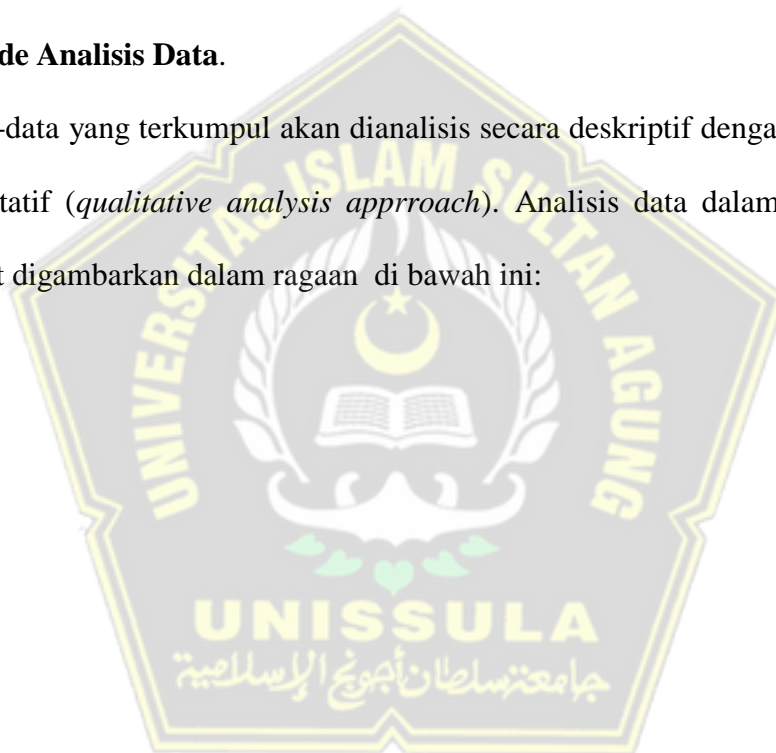 de Analisis Data.
-data yang terkumpul akan dianalisis secara deskriptif denga
tatif (qualitative analysis apprroach). Analisis data dalam
t digambarkan dalam ragaan di bawah ini:
UNIVERSITAS ISLAM SULTAN AGUNG
UNISSULA
جامعة سلطان أجونج الإسلامية